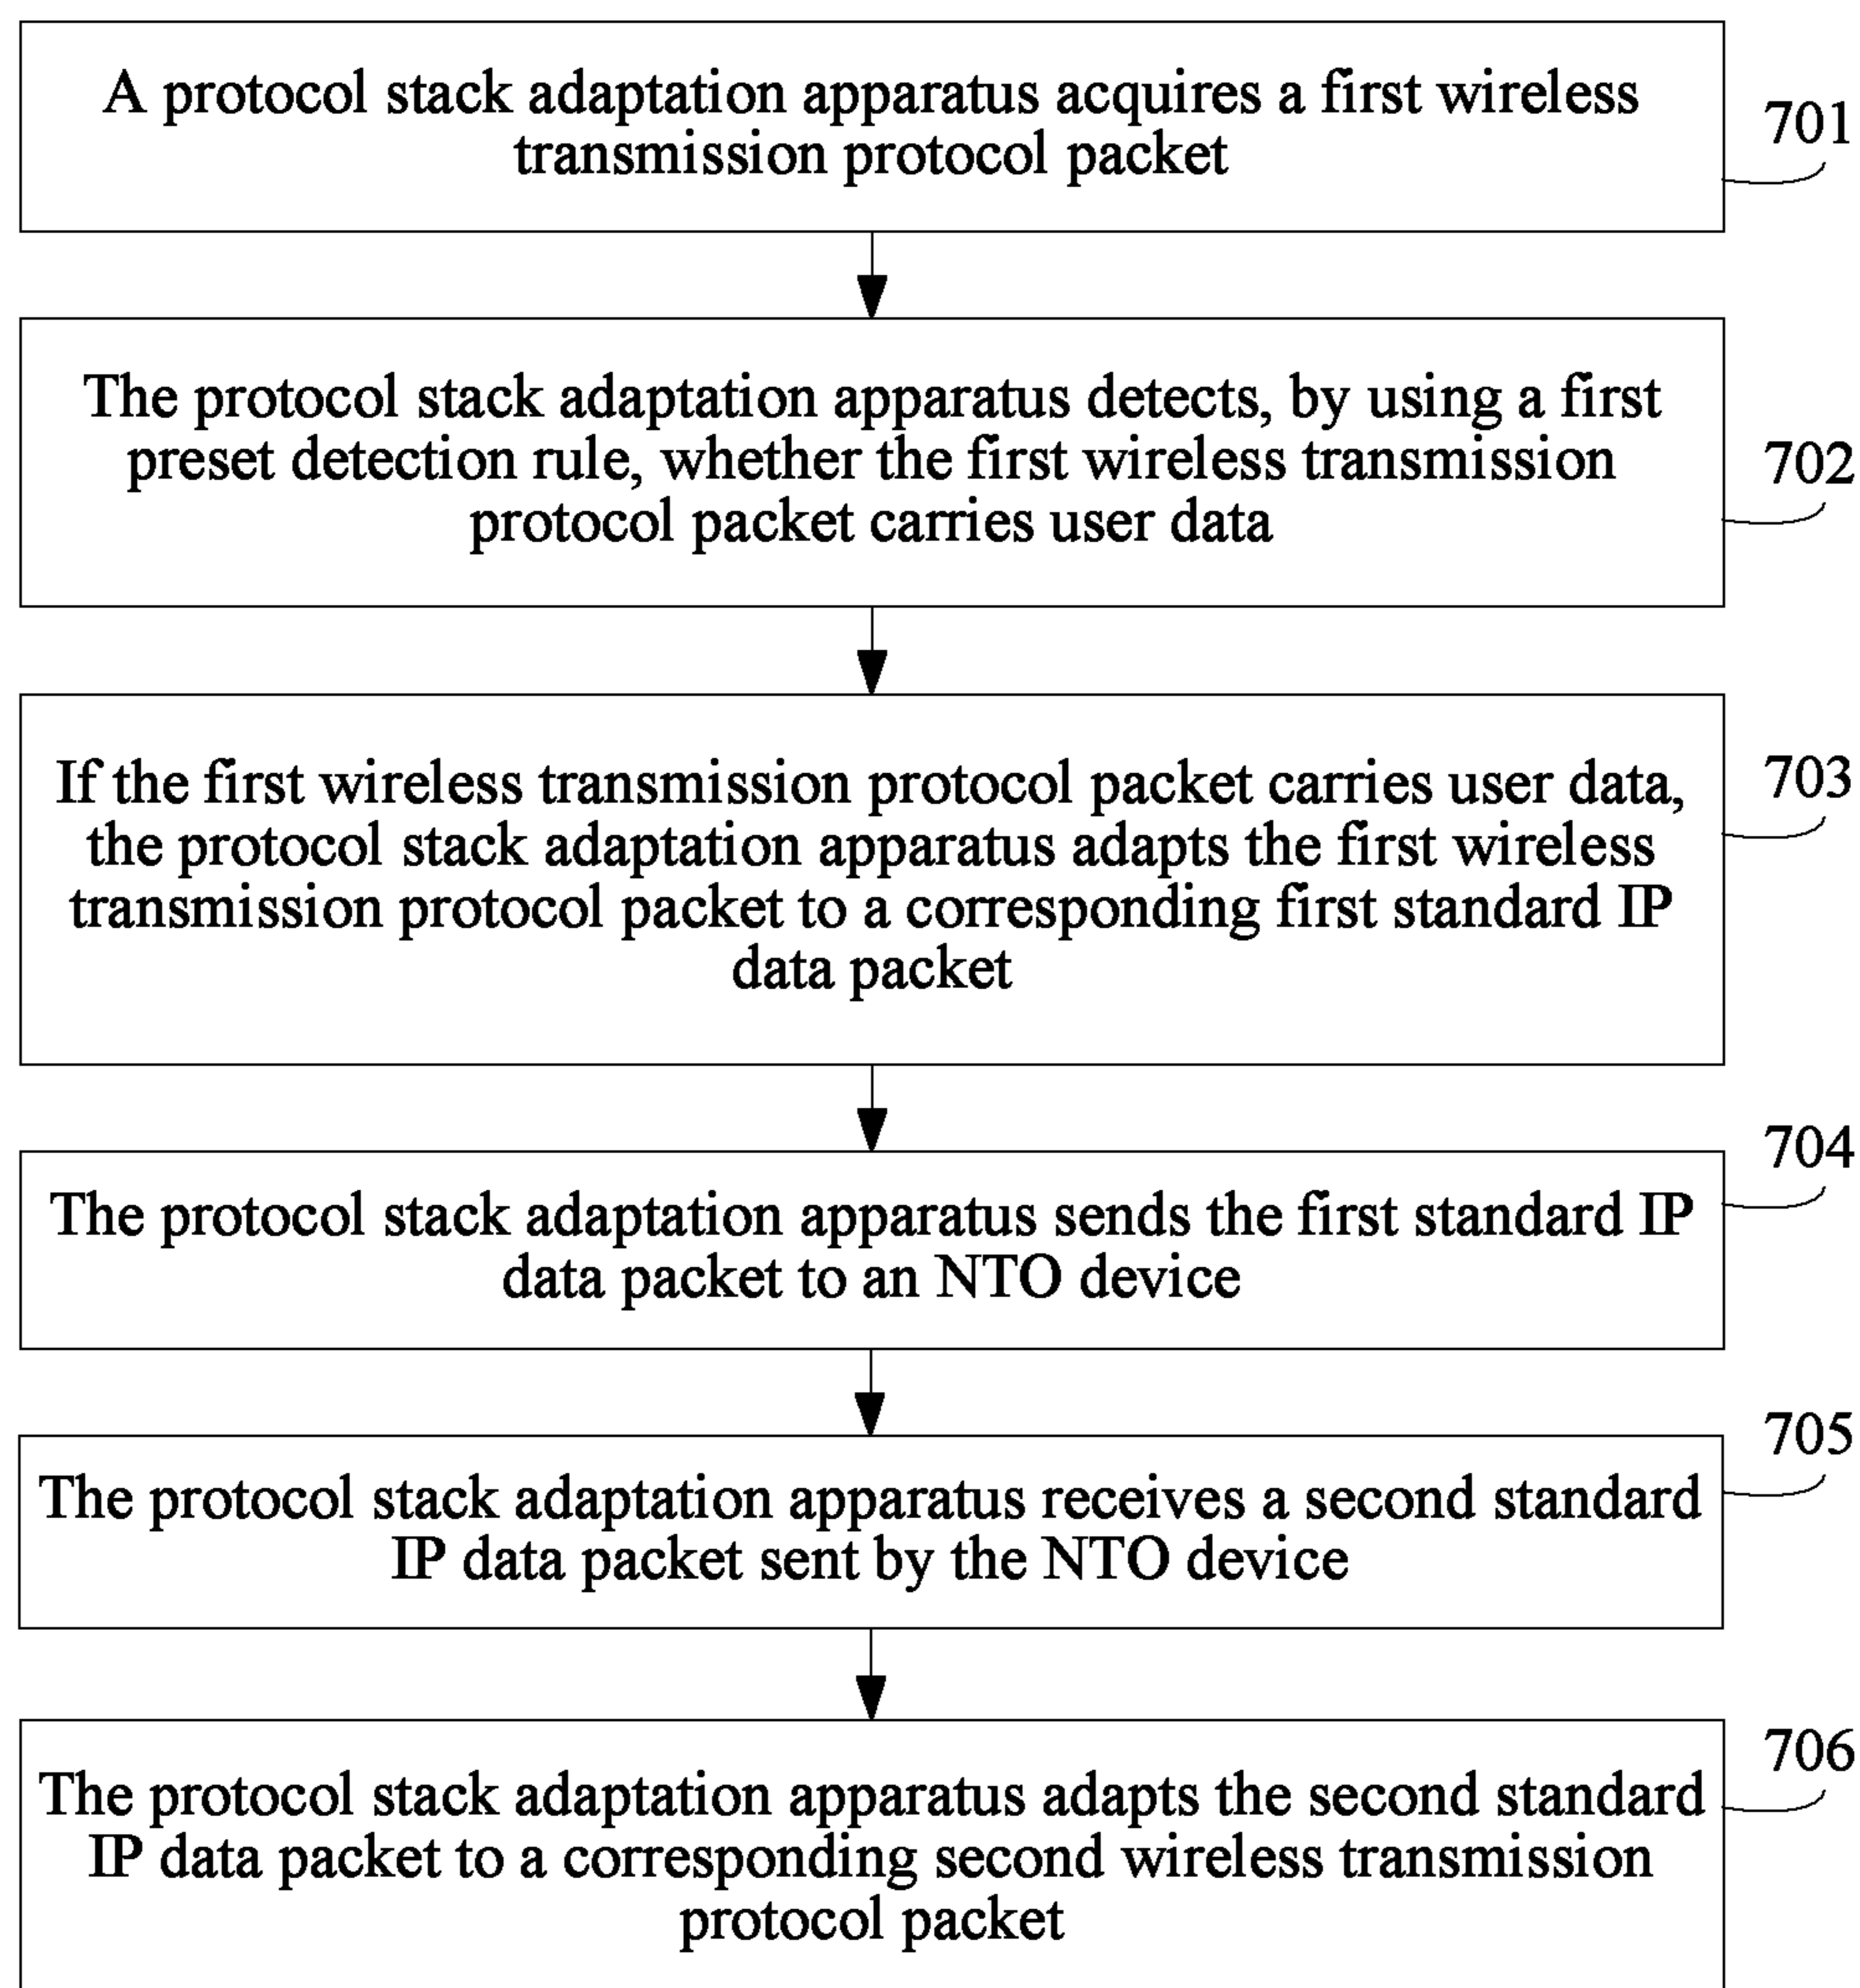 A protocol stack adaptation apparatus acquires a first wireless
transmission protocol packet
701
The protocol stack adaptation apparatus detects, by using a first
preset detection rule, whether the first wireless transmission
protocol packet carries user data
702
If the first wireless transmission protocol packet carries user data,
the protocol stack adaptation apparatus adapts the first wireless
transmission protocol packet to a corresponding first standard IP
data packet
703
The protocol stack adaptation apparatus sends the first standard IP
data packet to an NTO device
704
The protocol stack adaptation apparatus receives a second standard
IP data packet sent by the NTO device
705
The protocol stack adaptation apparatus adapts the second standard
IP data packet to a corresponding second wireless transmission
protocol packet
706